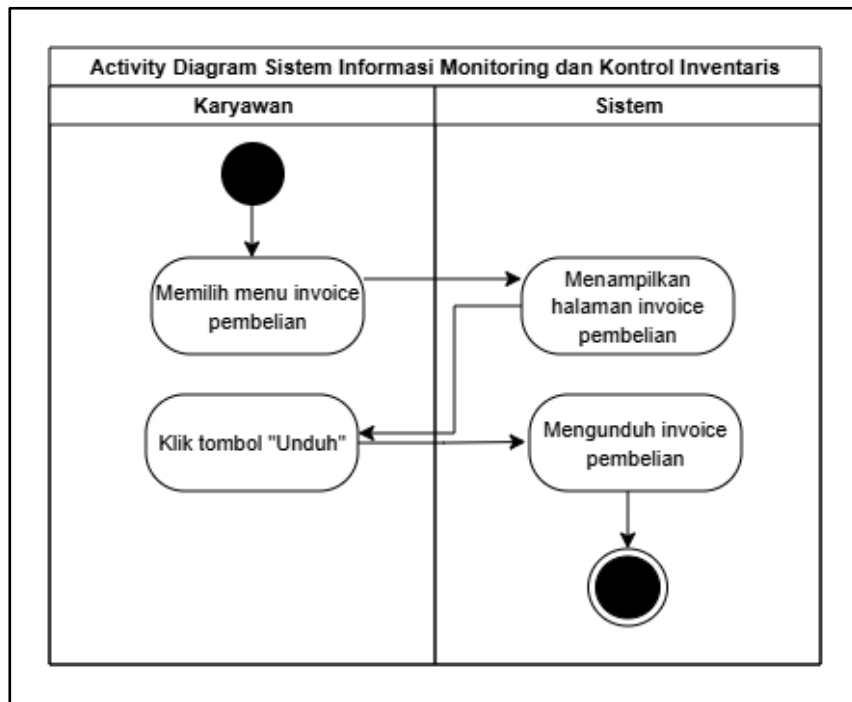 Activity Diagram Sistem Informasi Monitoring dan Kontrol Inventaris
Karyawan
Sistem
Memilih menu invoice
pembelian
Menampilkan
halaman invoice
pembelian
Klik tombol "Unduh"
Mengunduh invoice
pembelian